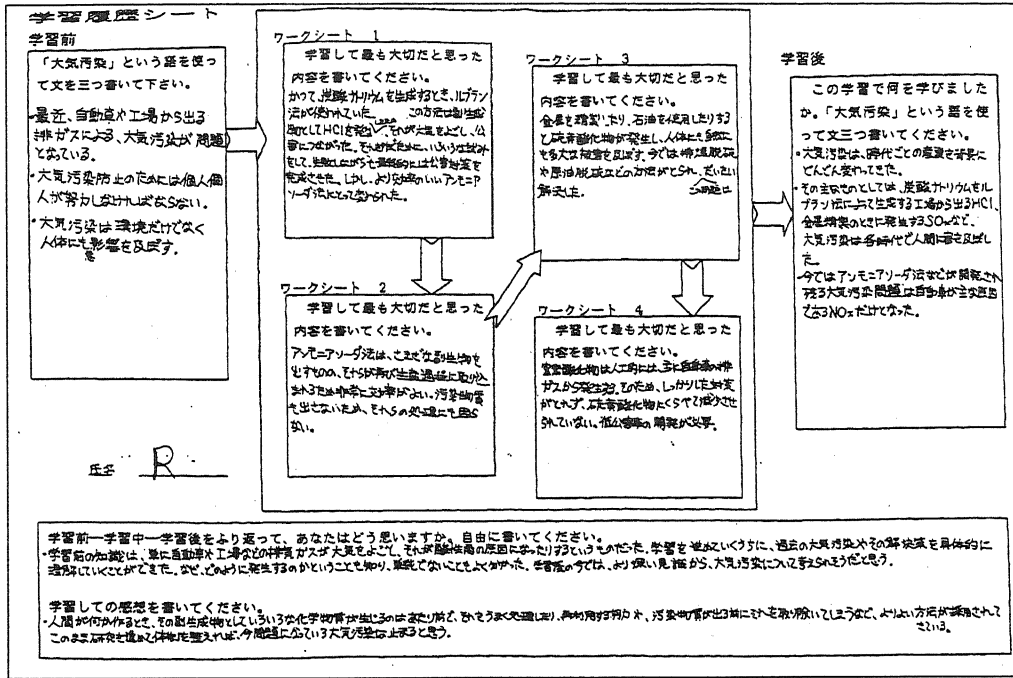 学習履歴シート
学習前
「大気汚染」という語を使っ
て文を三つ書いて下さい。
・最近、自動車や工場から出る
排ガスによる、大気汚染が問題
となっている。
・大気汚染防止のためには個人個
人が努力しなければならない。
・大気汚染は環境だけでなく
人体にも悪影響を及ぼす。
ワークシート 1
学習して最も大切だと思った
内容を書いてください。
かつて、炭酸ナトリウムを生成するとき、ルブラン
法が使われていた。この方法は副生成
物としてHClを発生し、それが大気をよごし、公
害につながった。それをためにいろいろな試みを
して、失敗しながらも最終的には公害対策を
完成させた。しかし、より効率のいいアンモニア
ソーダ法にとってかわられた。
ワークシート 2
学習して最も大切だと思った
内容を書いてください。
アンモニアソーダ法は、さまざまな副生成物を
出すものの、それらが再び生産過程に取り込
まれるため非常に効率がよい。汚染物質
を出さないため、それらの処理にも困ら
ない。
ワークシート 3
学習して最も大切だと思った
内容を書いてください。
金属を精製したり、石油を使用したりする
と硫黄酸化物が発生し、人体にも自然に
も多大な被害を及ぼす。今では排煙脱硫
や原油脱硫などの方法がとられ、この問題はだいたい
解決した。
ワークシート 4
学習して最も大切だと思った
内容を書いてください。
窒素酸化物は人工的には、主に自動車の排
ガスから発生する。そのため、しっかりした対策
がとれず、硫黄酸化物にくらべて減少させ
られていない。低公害車の開発が必要。
学習後
この学習で何を学びました
か。「大気汚染」という語を使
って文三つ書いてください。
・大気汚染は、時代ごとの産業を背景に
どんどん変わってきた。
・その主なものとしては、炭酸ナトリウムをル
ブラン法によって生成する工場から出るHCl、
金属精製のときに発生するSOxなど、
大気汚染は各時代で人間に害を及ぼし
た。
・今ではアンモニアソーダ法などが開発され
残る大気汚染問題は自動車が主な原因
であるNOxだけとなった。
氏名 R
学習前―学習中―学習後をふり返って、あなたはどう思いますか。自由に書いてください。
・学習前の知識は、単に自動車や工場などの排気ガスが大気をよごし、それが酸性雨の原因になったりするというものだった。学習を進めていくうちに、過去の大気汚染やその解決策を具体的に
理解していくことができた。なぜ、どのように発生するのかということも知り、単純でないこともよく分かった。学習後の今では、より深い見識から、大気汚染について考えられそうだと思う。
学習しての感想を書いてください。
・人間が何か作るとき、その副生成物としていろいろな化学物質が生じるのはあたり前で、それをうまく処理したり、再利用する努力や、汚染物質が出る前にそれを取り除いてしまうなど、よりよい方法が採用されて
きている。
このまま研究を進めて体制を整えれば、今問題になっている大気汚染は止まると思う。